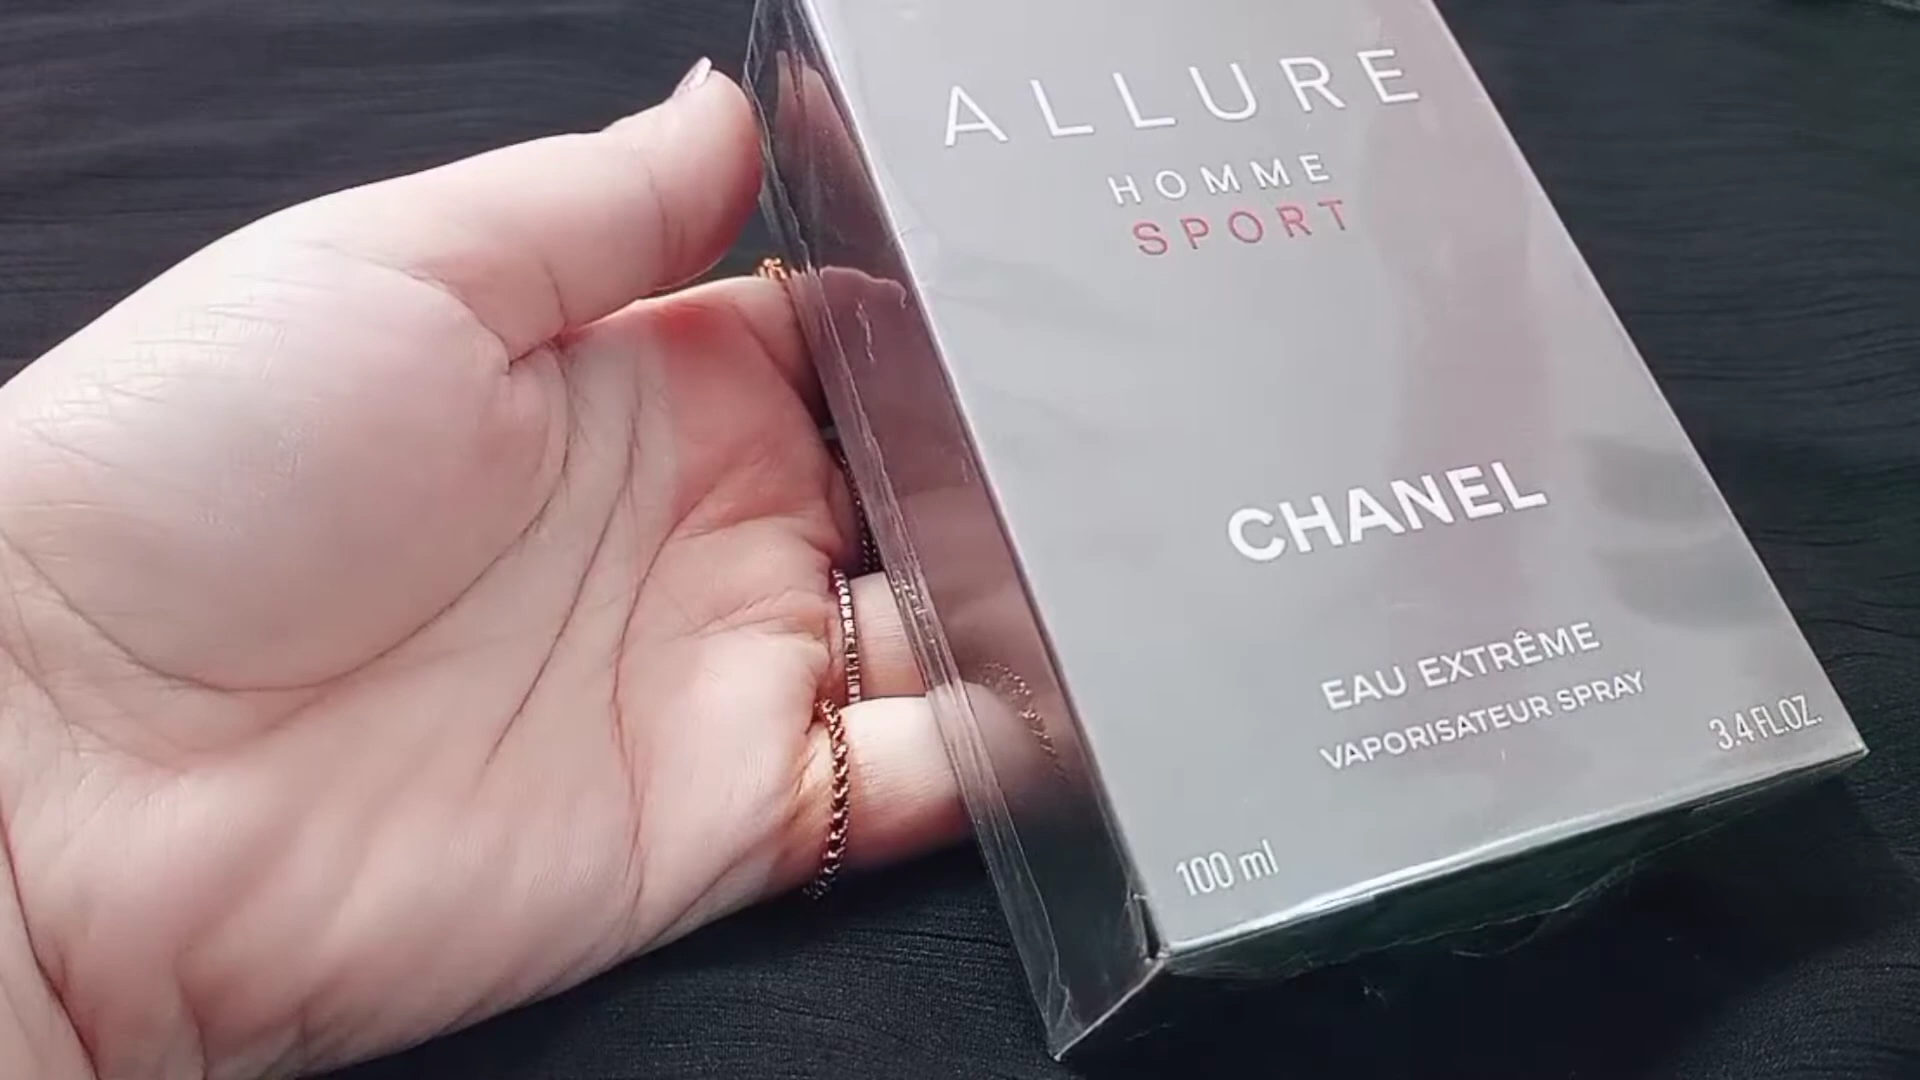 ALLURE
HOMME
SPORT
CHANEL
EAU EXTRÊME
VAPORISATEUR SPRAY
100 ml
3.4 FL.OZ.